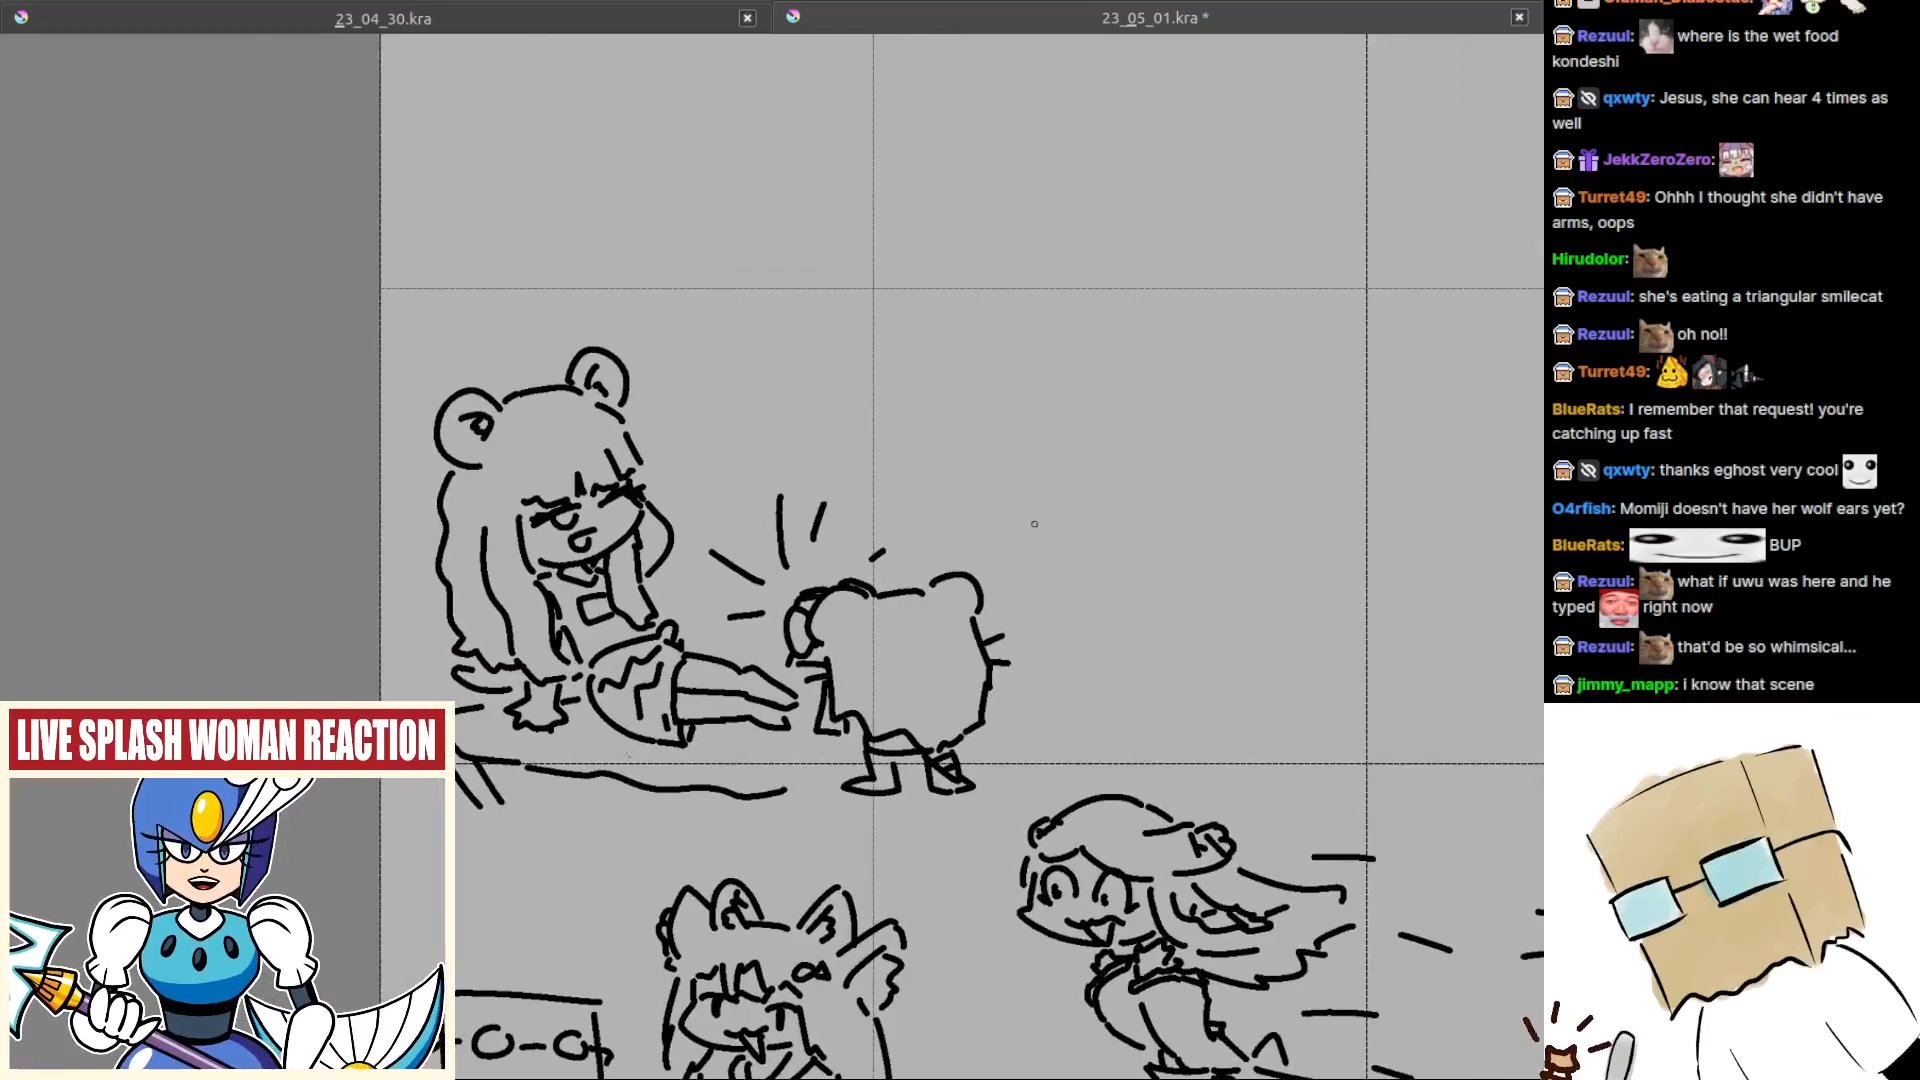 23_04_30.kra
23_05_01.kra *
Rezuul: where is the wet food
kondeshi
qxwty: Jesus, she can hear 4 times as
well
JekkZeroZero:
Turret49: Ohhh I thought she didn't have
arms, oops
Hirudolor:
Rezuul: she's eating a triangular smilecat
Rezuul: oh no!!
Turret49:
BlueRats: I remember that request! you're
catching up fast
qxwty: thanks eghost very cool
O4rfish: Momiji doesn't have her wolf ears yet?
BlueRats: BUP
Rezuul: what if uwu was here and he
typed right now
Rezuul: that'd be so whimsical...
jimmy_mapp: i know that scene
LIVE SPLASH WOMAN REACTION